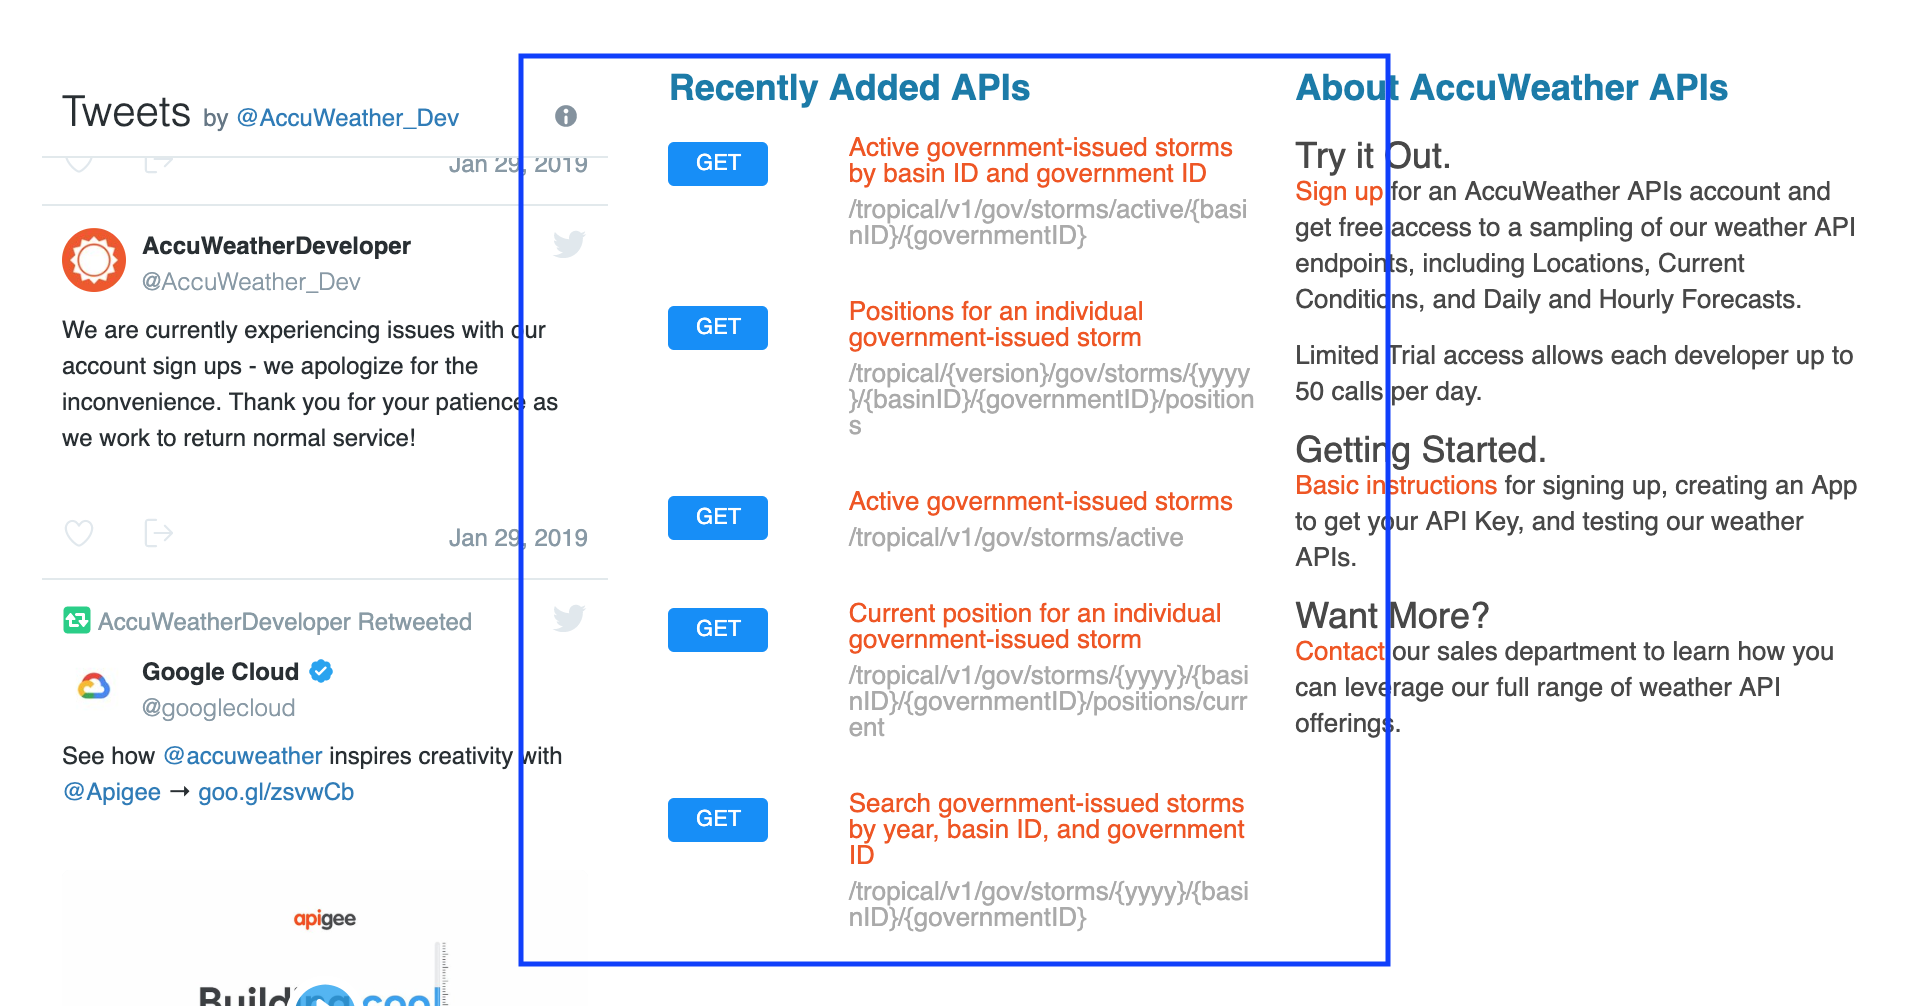 Tweets by @AccuWeather_Dev
Jan 29, 2019
AccuWeatherDeveloper
@AccuWeather_Dev
We are currently experiencing issues with our
account sign ups - we apologize for the
inconvenience. Thank you for your patience as
we work to return normal service!
Jan 29, 2019
AccuWeatherDeveloper Retweeted
Google Cloud
@googlecloud
See how @accuweather inspires creativity with
@Apigee → goo.gl/zsvwCb
apigee
Building cool
Recently Added APIs
GET
Active government-issued storms
by basin ID and government ID
/tropical/v1/gov/storms/active/{basi
nID}/{governmentID}
GET
Positions for an individual
government-issued storm
/tropical/{version}/gov/storms/{yyyy
}/{basinID}/{governmentID}/position
s
GET
Active government-issued storms
/tropical/v1/gov/storms/active
GET
Current position for an individual
government-issued storm
/tropical/v1/gov/storms/{yyyy}/{basi
nID}/{governmentID}/positions/curr
ent
GET
Search government-issued storms
by year, basin ID, and government
ID
/tropical/v1/gov/storms/{yyyy}/{basi
nID}/{governmentID}
About AccuWeather APIs
Try it Out.
Sign up for an AccuWeather APIs account and
get free access to a sampling of our weather API
endpoints, including Locations, Current
Conditions, and Daily and Hourly Forecasts.
Limited Trial access allows each developer up to
50 calls per day.
Getting Started.
Basic instructions for signing up, creating an App
to get your API Key, and testing our weather
APIs.
Want More?
Contact our sales department to learn how you
can leverage our full range of weather API
offerings.